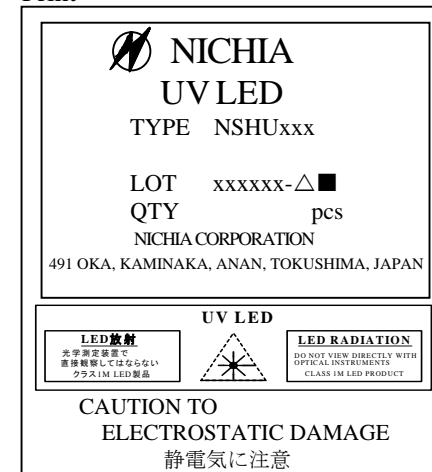 NICHIA
UV LED
TYPE NSHUxxx
LOT xxxxxx-△■
QTY pcs
NICHIA CORPORATION
491 OKA, KAMINAKA, ANAN, TOKUSHIMA, JAPAN
UV LED
LED放射
光学測定装置で
直接観察してはならない
クラス1M LED製品
LED RADIATION
DO NOT VIEW DIRECTLY WITH
OPTICAL INSTRUMENTS
CLASS 1M LED PRODUCT
CAUTION TO
ELECTROSTATIC DAMAGE
静電気に注意